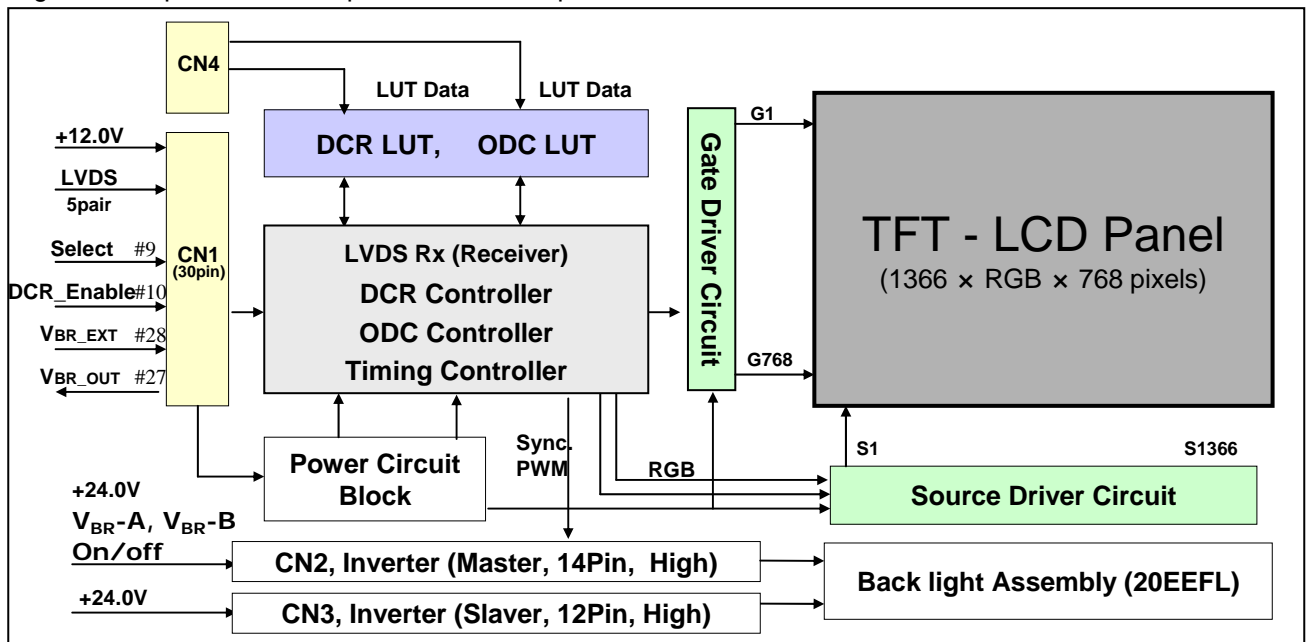 CN4
LUT Data
LUT Data
DCR LUT, ODC LUT
+12.0V
LVDS
5pair
Select #9
DCR_Enable#10
VBR_EXT #28
VBR_OUT #27
CN1
(30pin)
LVDS Rx (Receiver)
DCR Controller
ODC Controller
Timing Controller
Gate Driver Circuit
G1
G768
TFT - LCD Panel
(1366 × RGB × 768 pixels)
Power Circuit
Block
Sync.
PWM
RGB
S1
S1366
Source Driver Circuit
+24.0V
VBR-A, VBR-B
On/off
CN2, Inverter (Master, 14Pin, High)
+24.0V
CN3, Inverter (Slaver, 12Pin, High)
Back light Assembly (20EEFL)